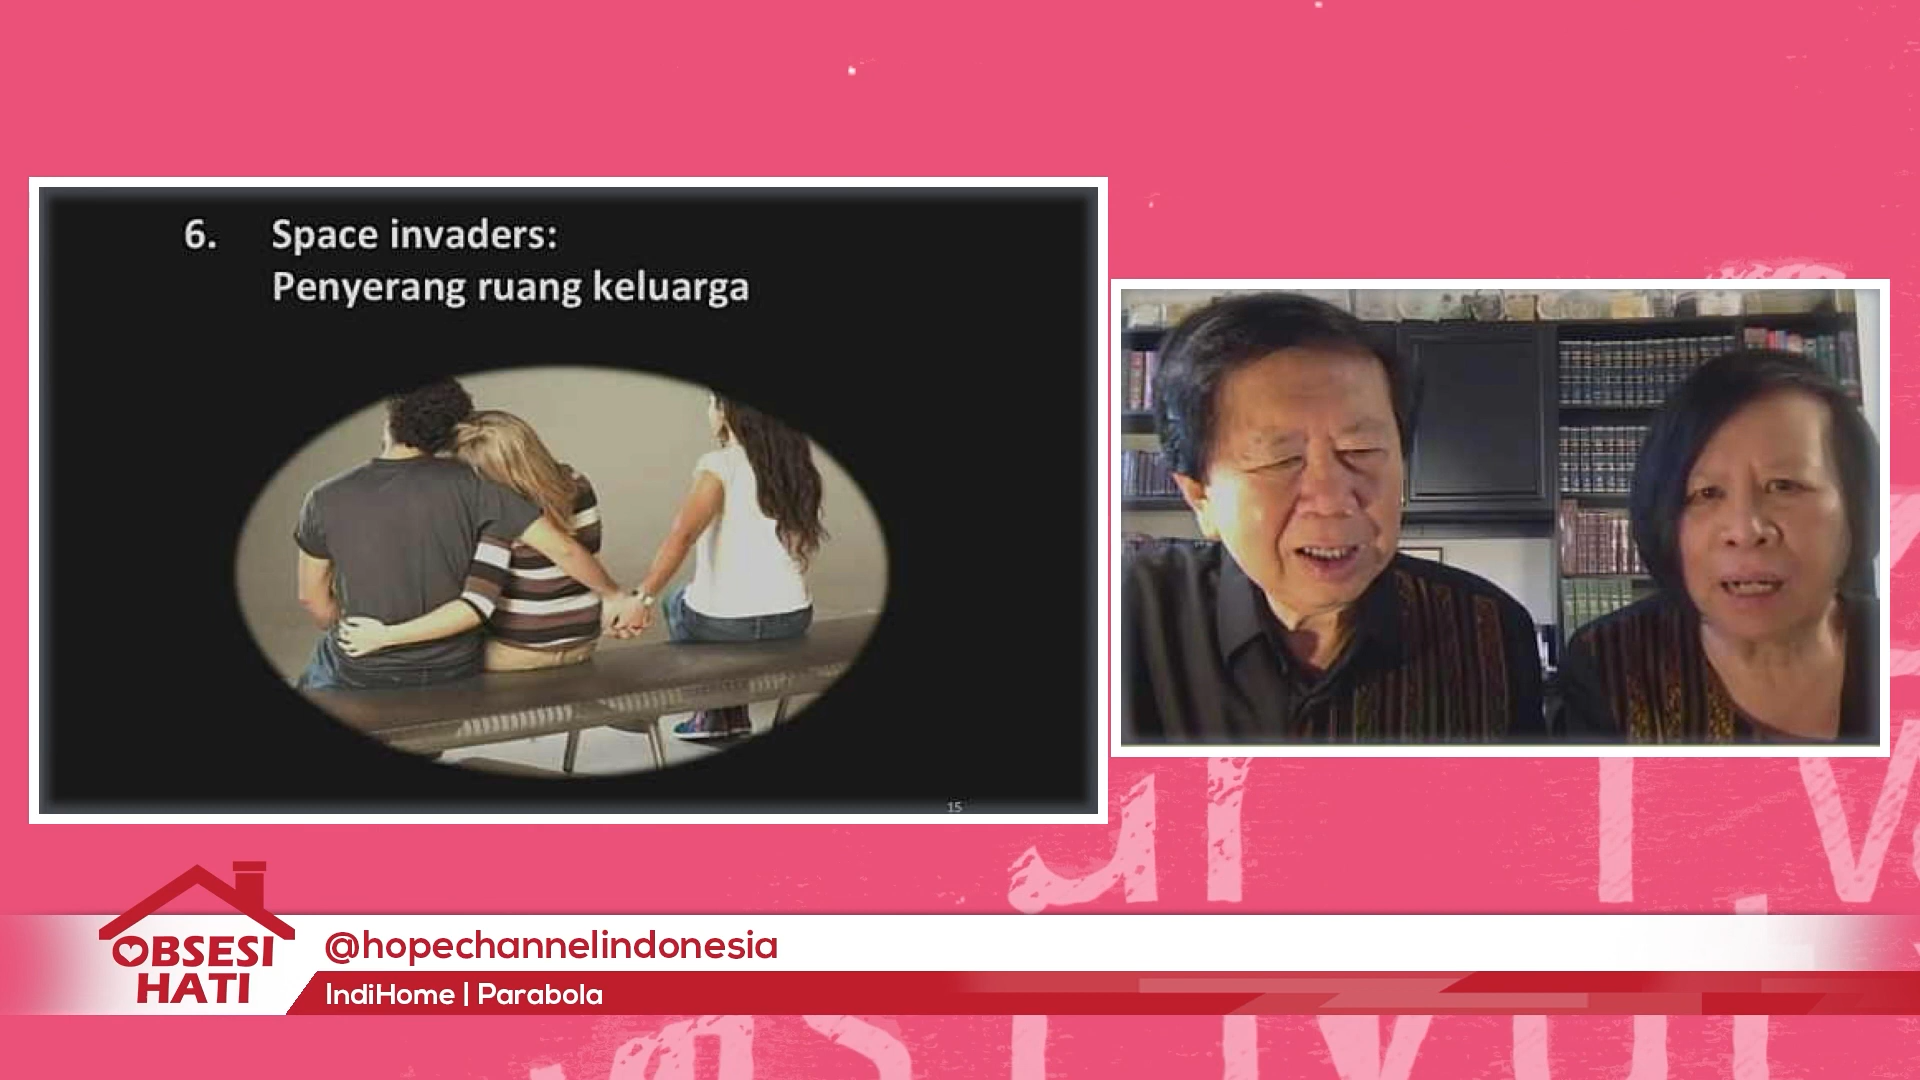 6. Space invaders:
Penyerang ruang keluarga
15
OBSESI
HATI
@hopechannelindonesia
IndiHome | Parabola